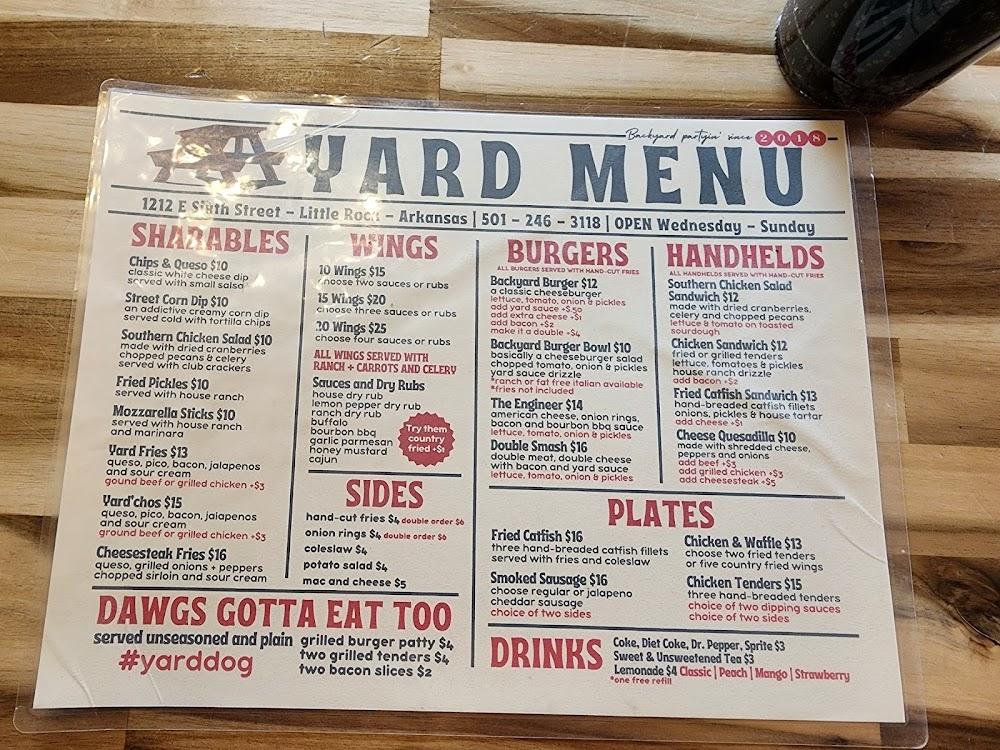 Backyard partyin' since 2018
YARD MENU
1212 E Sixth Street – Little Rock – Arkansas | 501 – 246 – 3118 | OPEN Wednesday – Sunday
SHARABLES
Chips & Queso $10
classic white cheese dip
served with small salsa
Street Corn Dip $10
an addictive creamy corn dip
served cold with tortilla chips
Southern Chicken Salad $10
made with dried cranberries
chopped pecans & celery
served with club crackers
Fried Pickles $10
served with house ranch
Mozzarella Sticks $10
served with house ranch
and marinara
Yard Fries $13
queso, pico, bacon, jalapenos
and sour cream
gound beef or grilled chicken +$3
Yard'chos $15
queso, pico, bacon, jalapenos
and sour cream
ground beef or grilled chicken +$3
Cheesesteak Fries $16
queso, grilled onions + peppers
chopped sirloin and sour cream
WINGS
10 Wings $15
choose two sauces or rubs
15 Wings $20
choose three sauces or rubs
20 Wings $25
choose four sauces or rubs
ALL WINGS SERVED WITH
RANCH + CARROTS AND CELERY
Sauces and Dry Rubs
house dry rub
lemon pepper dry rub
ranch dry rub
buffalo
bourbon bbq
garlic parmesan
honey mustard
cajun
Try them
country
fried +$1
SIDES
hand-cut fries $4 double order $6
onion rings $4 double order $6
coleslaw $4
potato salad $4
mac and cheese $5
BURGERS
ALL BURGERS SERVED WITH HAND-CUT FRIES
Backyard Burger $12
a classic cheeseburger
lettuce, tomato, onion & pickles
add yard sauce +$.50
add extra cheese +$1
add bacon +$2
make it a double +$4
Backyard Burger Bowl $10
basically a cheeseburger salad
chopped tomato, onion & pickles
yard sauce drizzle
*ranch or fat free italian available
*fries not included
The Engineer $14
american cheese, onion rings,
bacon and bourbon bbq sauce
lettuce, tomato, onion & pickles
Double Smash $16
double meat, double cheese
with bacon and yard sauce
lettuce, tomato, onion & pickles
HANDHELDS
ALL HANDHELDS SERVED WITH HAND-CUT FRIES
Southern Chicken Salad
Sandwich $12
made with dried cranberries,
celery and chopped pecans
lettuce & tomato on toasted
sourdough
Chicken Sandwich $12
fried or grilled tenders
lettuce, tomatoes & pickles
house ranch drizzle
add bacon +$2
Fried Catfish Sandwich $13
hand-breaded catfish fillets
onions, pickles & house tartar
add cheese +$1
Cheese Quesadilla $10
made with shredded cheese,
peppers and onions
add beef +$3
add grilled chicken +$3
add cheesesteak +$5
PLATES
Fried Catfish $16
three hand-breaded catfish fillets
served with fries and coleslaw
Smoked Sausage $16
choose regular or jalapeno
cheddar sausage
choice of two sides
Chicken & Waffle $13
choose two fried tenders
or five country fried wings
Chicken Tenders $15
three hand-breaded tenders
choice of two dipping sauces
choice of two sides
DAWGS GOTTA EAT TOO
served unseasoned and plain
#yarddog
grilled burger patty $4
two grilled tenders $4
two bacon slices $2
DRINKS
Coke, Diet Coke, Dr. Pepper, Sprite $3
Sweet & Unsweetened Tea $3
Lemonade $4 Classic | Peach | Mango | Strawberry
*one free refill